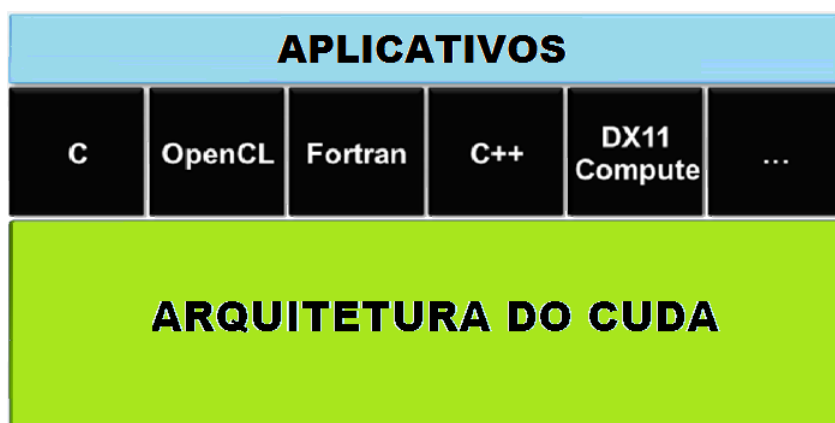 APLICATIVOS
C
OpenCL
Fortran
C++
DX11
Compute
...
ARQUITETURA DO CUDA